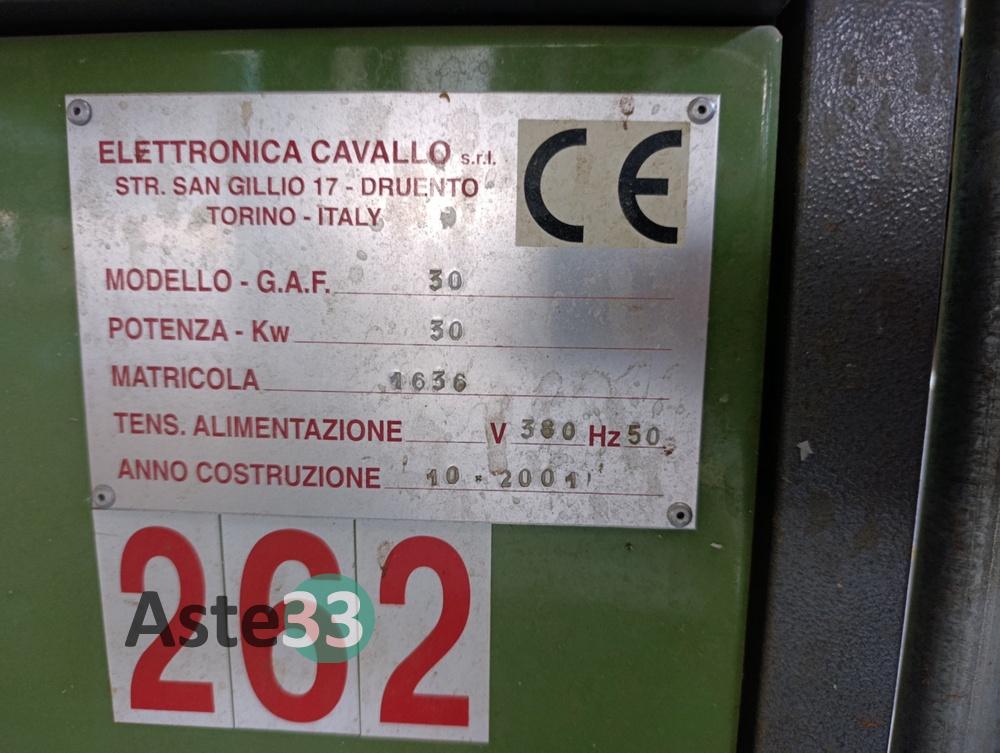 ELETTRONICA CAVALLO s.r.l.
STR. SAN GILLIO 17 - DRUENTO
TORINO - ITALY
CE
MODELLO - G.A.F. 30
POTENZA - Kw 30
MATRICOLA 1636
TENS. ALIMENTAZIONE V 380 Hz 50
ANNO COSTRUZIONE 10 - 2001
262
Aste33